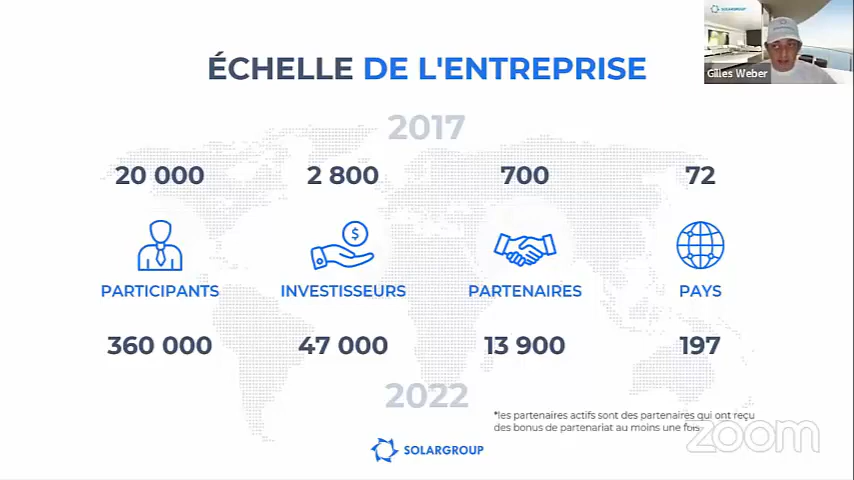 SOLARGROUP
Gilles Weber
ÉCHELLE DE L'ENTREPRISE
2017
20 000 2 800 700 72
$
PARTICIPANTS INVESTISSEURS PARTENAIRES PAYS
360 000 47 000 13 900 197
2022
*les partenaires actifs sont des partenaires qui ont reçu
des bonus de partenariat au moins une fois
zoom
SOLARGROUP